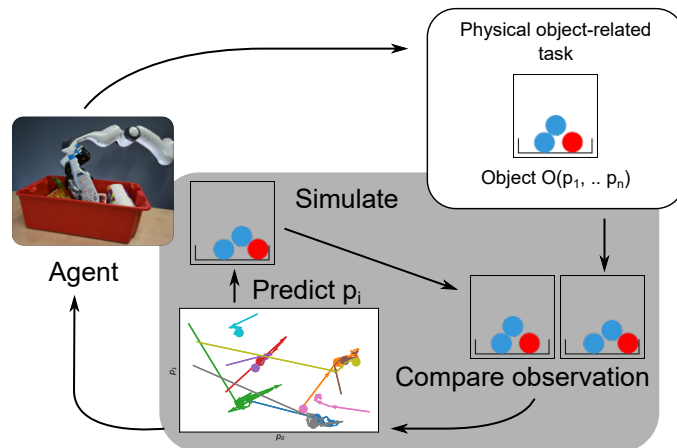 Physical object-related
task
Object O(p₁, .. pₙ)
Simulate
Agent
Predict pᵢ
Compare observation
p₁
p₀